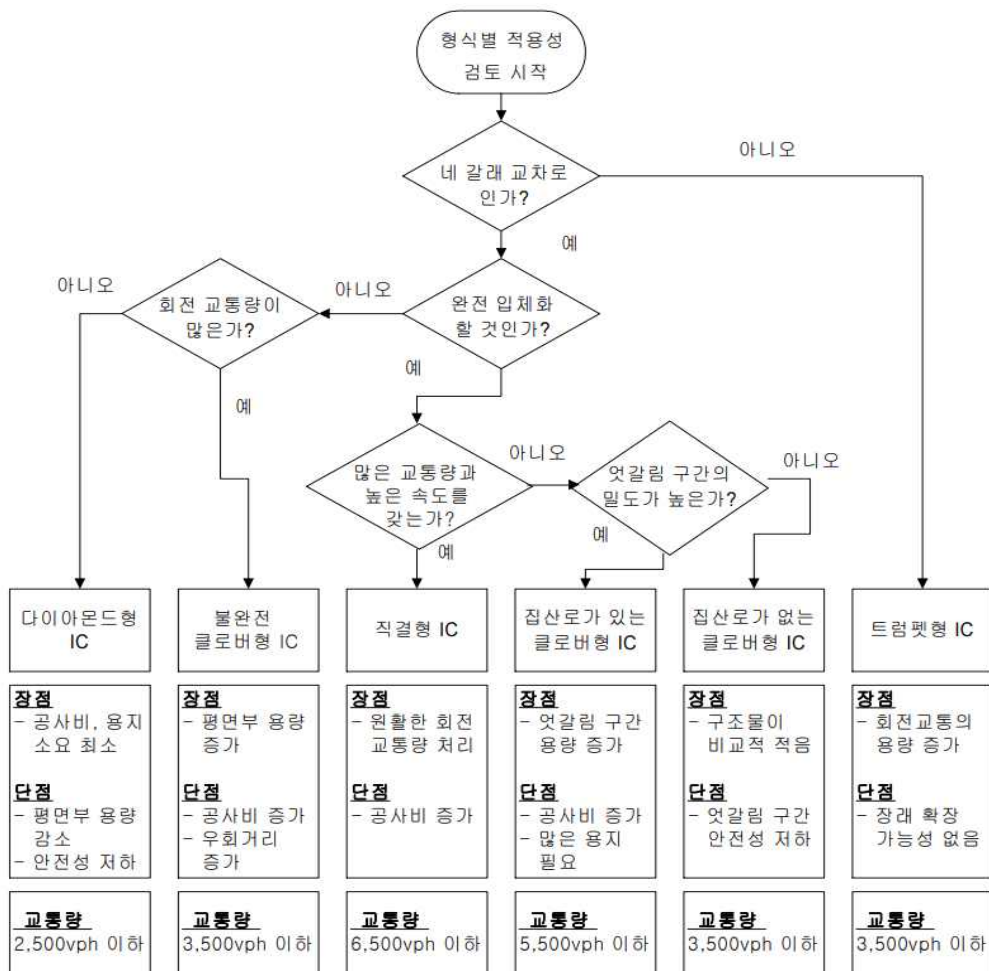 형식별 적용성
검토 시작
네 갈래 교차로
인가?
아니오
예
완전 입체화
할 것인가?
아니오
회전 교통량이
많은가?
아니오
예
예
많은 교통량과
높은 속도를
갖는가?
아니오
엇갈림 구간의
밀도가 높은가?
아니오
예
예
다이아몬드형
IC
불완전
클로버형 IC
직결형 IC
집산로가 있는
클로버형 IC
집산로가 없는
클로버형 IC
트럼펫형 IC
장점
- 공사비, 용지
소요 최소
단점
- 평면부 용량
감소
- 안전성 저하
장점
- 평면부 용량
증가
단점
- 공사비 증가
- 우회거리
증가
장점
- 원활한 회전
교통량 처리
단점
- 공사비 증가
장점
- 엇갈림 구간
용량 증가
단점
- 공사비 증가
- 많은 용지
필요
장점
- 구조물이
비교적 적음
단점
- 엇갈림 구간
안전성 저하
장점
- 회전교통의
용량 증가
단점
- 장래 확장
가능성 없음
교통량
2,500vph 이하
교통량
3,500vph 이하
교통량
6,500vph 이하
교통량
5,500vph 이하
교통량
3,500vph 이하
교통량
3,500vph 이하